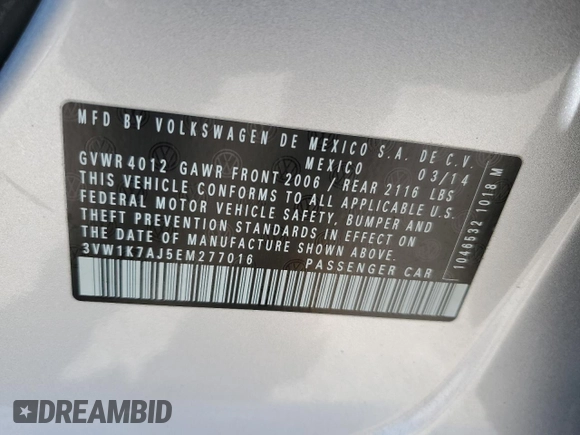 MFD BY VOLKSWAGEN DE MEXICO S.A. DE C.V.
MEXICO 03/14
GVWR 4012 GAWR FRONT 2006 / REAR 2116 LBS
THIS VEHICLE CONFORMS TO ALL APPLICABLE U.S.
FEDERAL MOTOR VEHICLE SAFETY, BUMPER AND
THEFT PREVENTION STANDARDS IN EFFECT ON
THE DATE OF MANUFACTURE SHOWN ABOVE.
3VW1K7AJ5EM277016 PASSENGER CAR
1046532 1018 M
DREAMBID